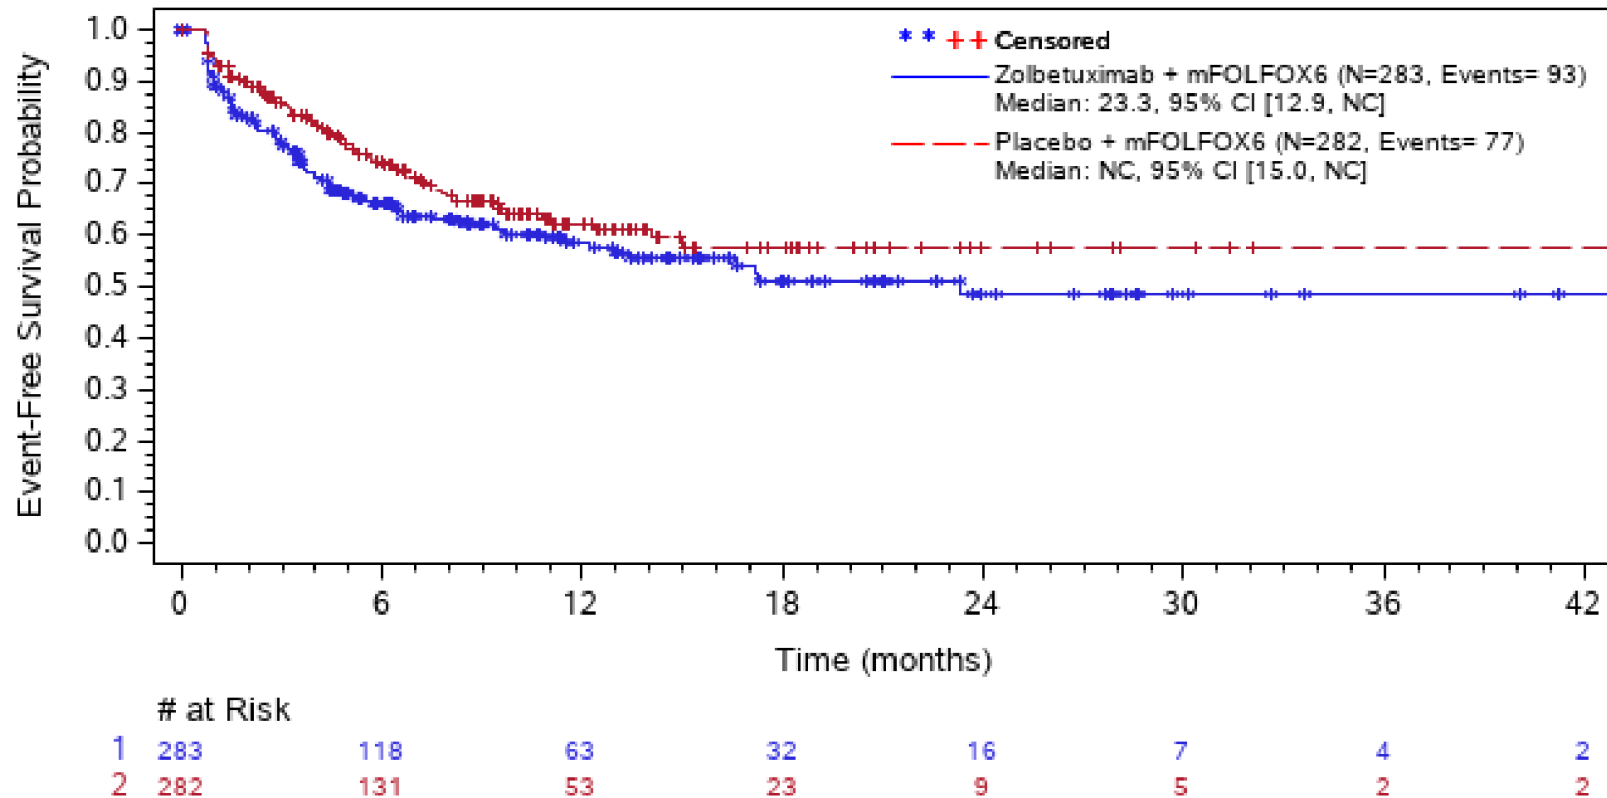 Event-Free Survival Probability
1.0
0.9
0.8
0.7
0.6
0.5
0.4
0.3
0.2
0.1
0.0
** ++ Censored
Zolbetuximab + mFOLFOX6 (N=283, Events= 93)
Median: 23.3, 95% CI [12.9, NC]
Placebo + mFOLFOX6 (N=282, Events= 77)
Median: NC, 95% CI [15.0, NC]
0 6 12 18 24 30 36 42
Time (months)
# at Risk
1 283 118 63 32 16 7 4 2
2 282 131 53 23 9 5 2 2